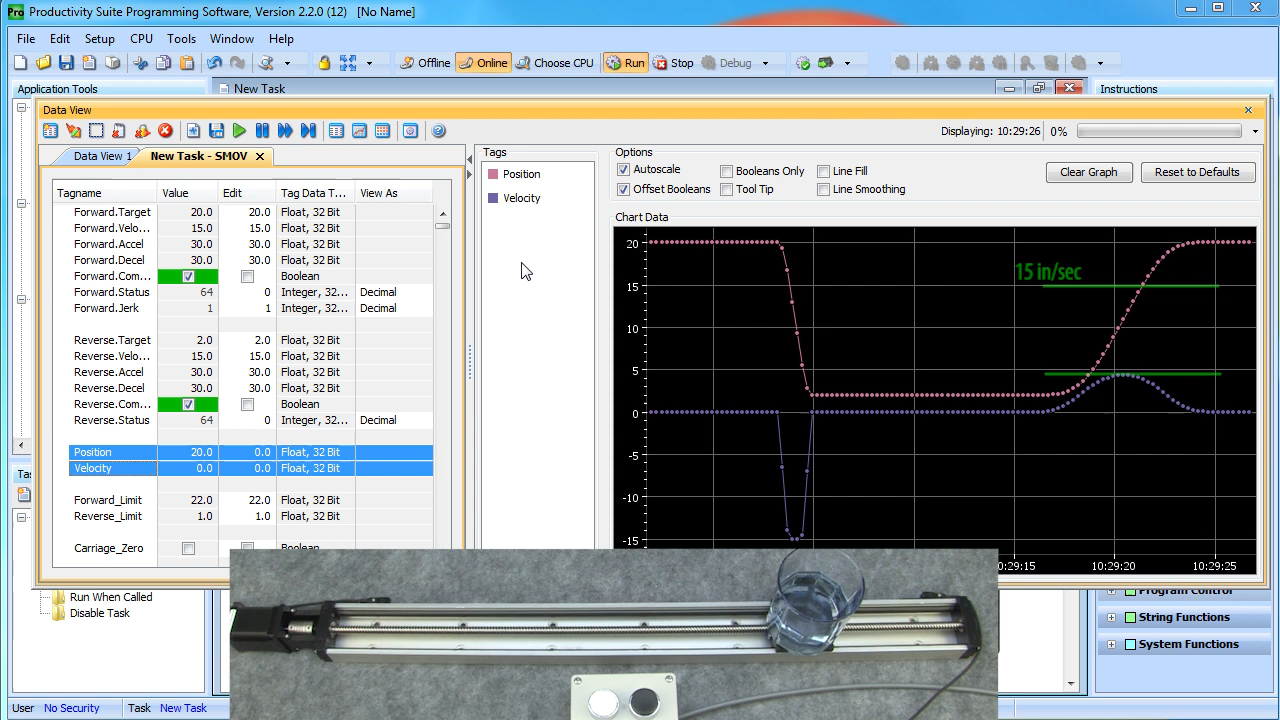 Pro Productivity Suite Programming Software, Version 2.2.0 (12) [No Name]
File Edit Setup CPU Tools Window Help
Offline Online Choose CPU Run Stop Debug
Application Tools New Task Instructions
Data View
Displaying: 10:29:26 0%
Data View 1 New Task - SMOV
Tagname Value Edit Tag Data T... View As
Forward.Target 20.0 20.0 Float, 32 Bit
Forward.Velo... 15.0 15.0 Float, 32 Bit
Forward.Accel 30.0 30.0 Float, 32 Bit
Forward.Decel 30.0 30.0 Float, 32 Bit
Forward.Com... Boolean
Forward.Status 64 0 Integer, 32... Decimal
Forward.Jerk 1 1 Integer, 32... Decimal
Reverse.Target 2.0 2.0 Float, 32 Bit
Reverse.Velo... 15.0 15.0 Float, 32 Bit
Reverse.Accel 30.0 30.0 Float, 32 Bit
Reverse.Decel 30.0 30.0 Float, 32 Bit
Reverse.Com... Boolean
Reverse.Status 64 0 Integer, 32... Decimal
Position 20.0 0.0 Float, 32 Bit
Velocity 0.0 0.0 Float, 32 Bit
Forward_Limit 22.0 22.0 Float, 32 Bit
Reverse_Limit 1.0 1.0 Float, 32 Bit
Carriage_Zero Boolean
Tags
Position
Velocity
Options
Autoscale Booleans Only Line Fill
Offset Booleans Tool Tip Line Smoothing
Clear Graph Reset to Defaults
Chart Data
20
15 in/sec
15
10
5
0
-5
-10
-15
0:29:15 10:29:20 10:29:25
Tas
Run When Called
Disable Task
Program Control
String Functions
System Functions
User No Security Task New Task